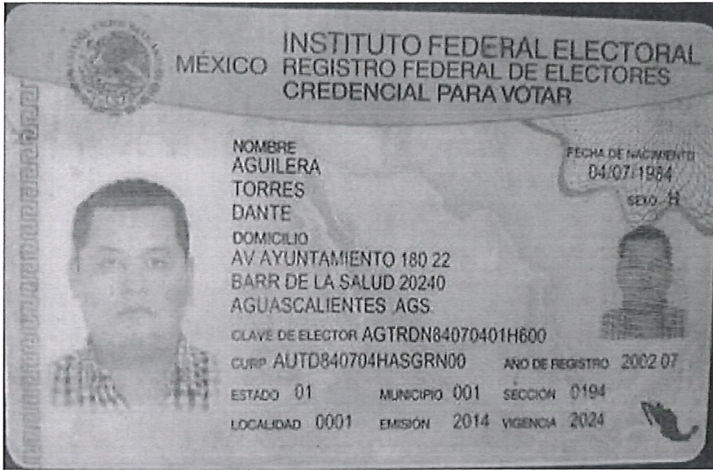 MÉXICO
INSTITUTO FEDERAL ELECTORAL
REGISTRO FEDERAL DE ELECTORES
CREDENCIAL PARA VOTAR
NOMBRE
AGUILERA
TORRES
DANTE
FECHA DE NACIMIENTO
04/07/1984
SEXO H
DOMICILIO
AV AYUNTAMIENTO 180 22
BARR DE LA SALUD 20240
AGUASCALIENTES AGS.
CLAVE DE ELECTOR AGTRDN84070401H600
CURP AUTD840704HASGRN00 AÑO DE REGISTRO 2002 07
ESTADO 01 MUNICIPIO 001 SECCIÓN 0194
LOCALIDAD 0001 EMISIÓN 2014 VIGENCIA 2024